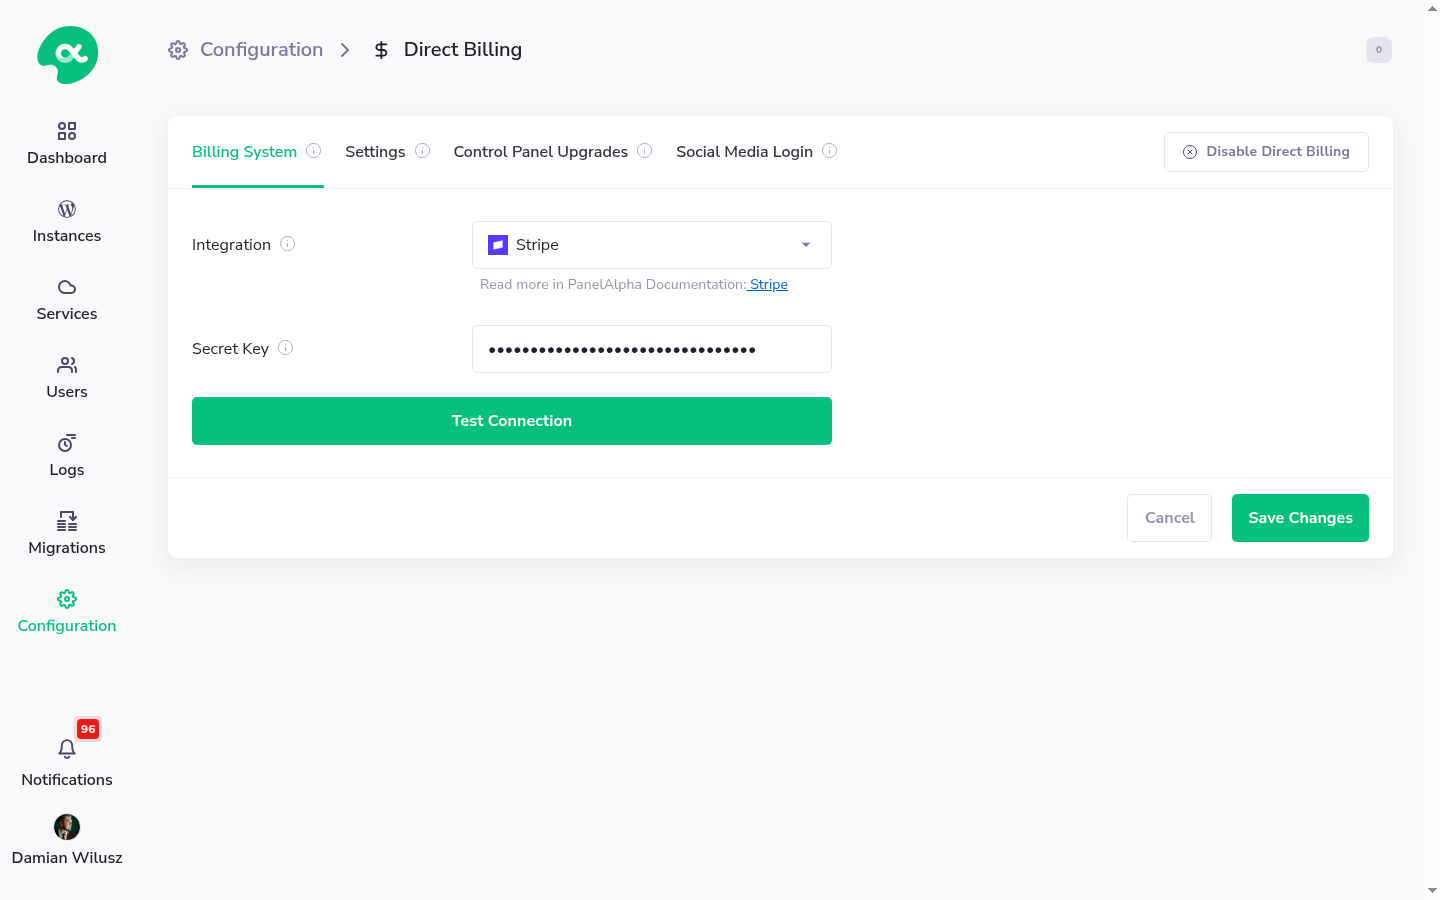 Configuration
Direct Billing
0
Billing System
Settings
Control Panel Upgrades
Social Media Login
Disable Direct Billing
Integration
Stripe
Read more in PanelAlpha Documentation: Stripe
Secret Key
•••••••••••••••••••••••••••••••••
Test Connection
Cancel
Save Changes
Dashboard
Instances
Services
Users
Logs
Migrations
Configuration
96
Notifications
Damian Wilusz